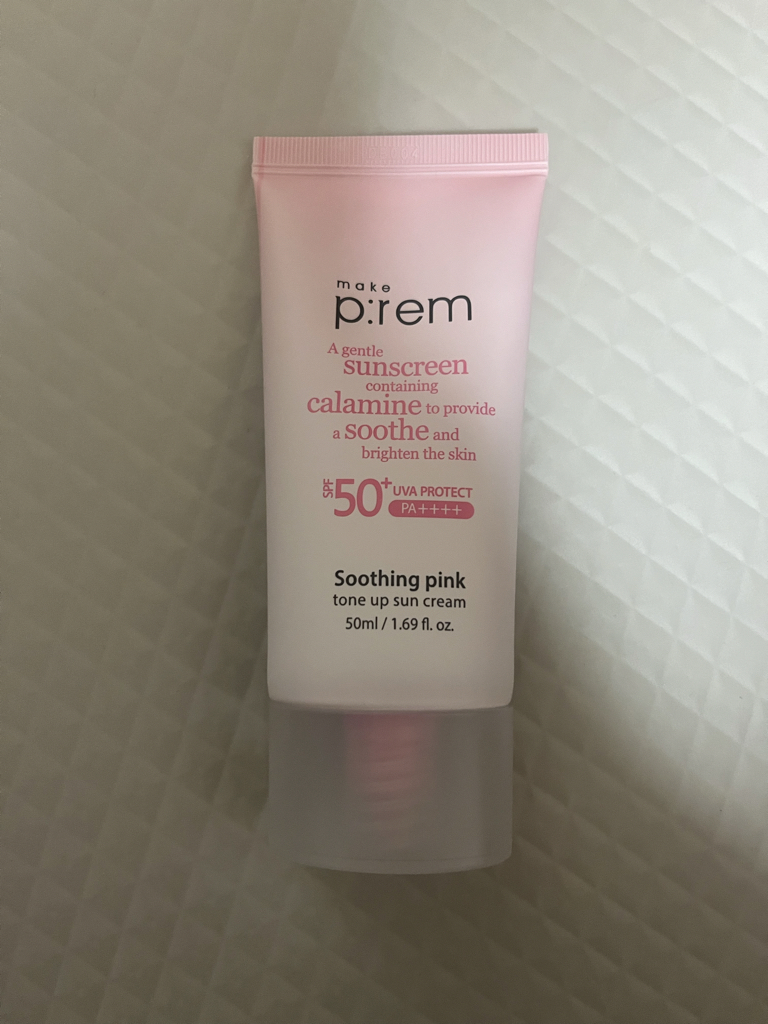 make
p:rem
A gentle
sunscreen
containing
calamine to provide
a soothe and
brighten the skin
SPF 50+ UVA PROTECT
PA++++
Soothing pink
tone up sun cream
50ml / 1.69 fl. oz.